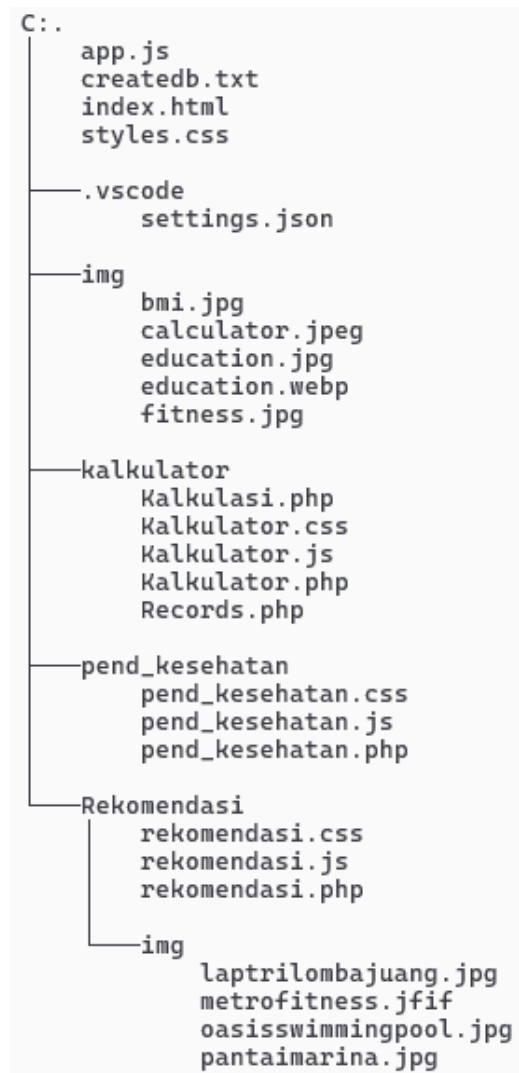 C:.
app.js
createdb.txt
index.html
styles.css
.vscode
settings.json
img
bmi.jpg
calculator.jpeg
education.jpg
education.webp
fitness.jpg
kalkulator
Kalkulasi.php
Kalkulator.css
Kalkulator.js
Kalkulator.php
Records.php
pend_kesehatan
pend_kesehatan.css
pend_kesehatan.js
pend_kesehatan.php
Rekomendasi
rekomendasi.css
rekomendasi.js
rekomendasi.php
img
laptrilombajuang.jpg
metrofitness.jfif
oasisswimmingpool.jpg
pantaimarina.jpg